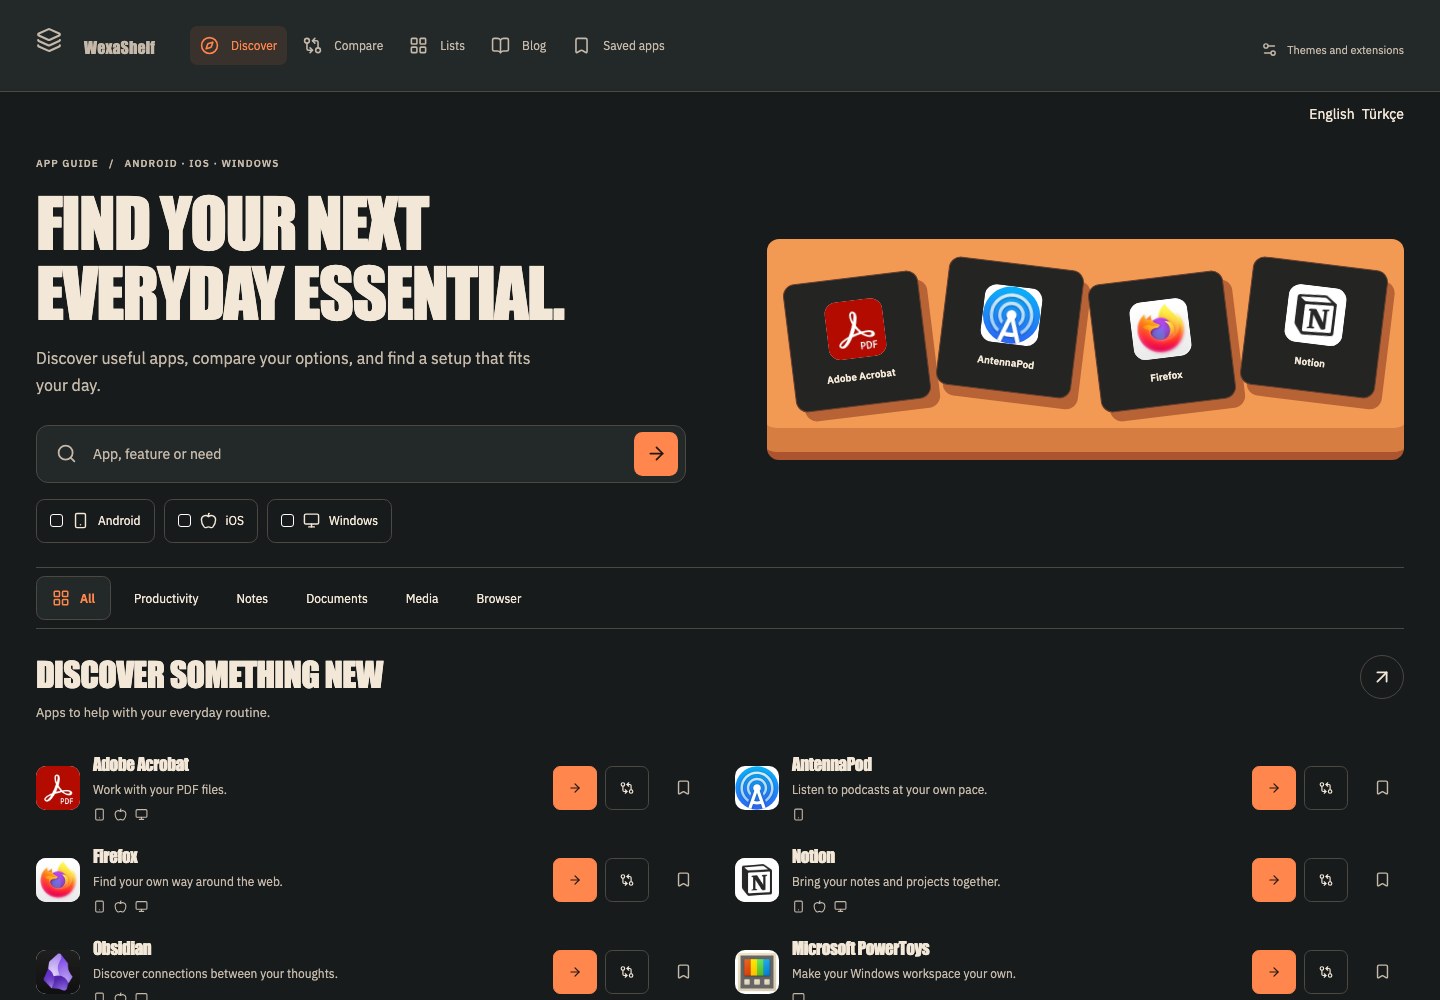 WexaShelf
Discover
Compare
Lists
Blog
Saved apps
Themes and extensions
English Türkçe
APP GUIDE / ANDROID · IOS · WINDOWS
FIND YOUR NEXT
EVERYDAY ESSENTIAL.
Discover useful apps, compare your options, and find a setup that fits
your day.
App, feature or need
Android
iOS
Windows
PDF
Adobe Acrobat
AntennaPod
Firefox
N
Notion
All
Productivity
Notes
Documents
Media
Browser
DISCOVER SOMETHING NEW
Apps to help with your everyday routine.
PDF
Adobe Acrobat
Work with your PDF files.
AntennaPod
Listen to podcasts at your own pace.
Firefox
Find your own way around the web.
N
Notion
Bring your notes and projects together.
Obsidian
Discover connections between your thoughts.
Microsoft PowerToys
Make your Windows workspace your own.